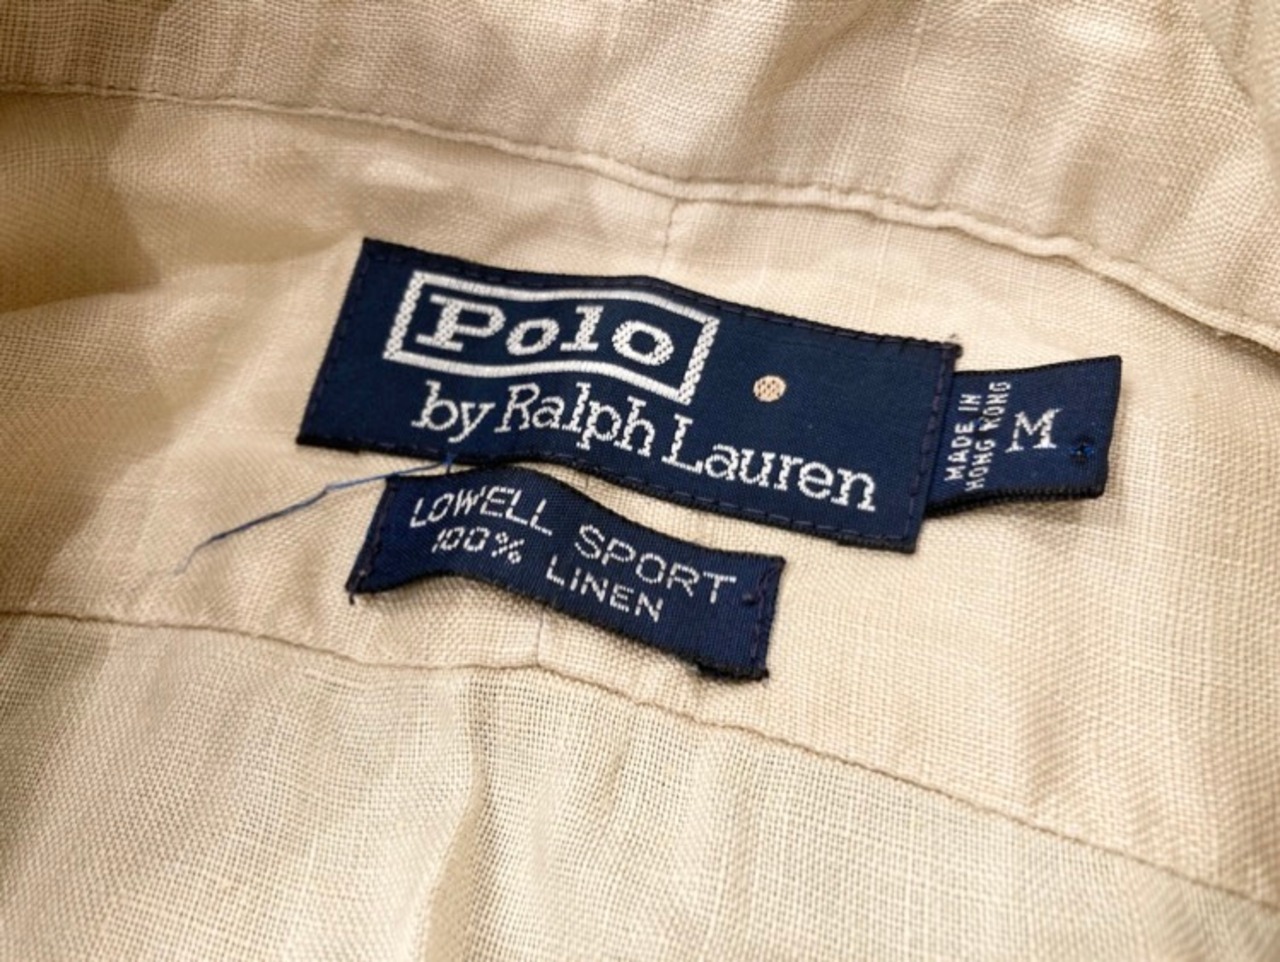 Polo
by Ralph Lauren
MADE IN
HONG KONG
M
LOWELL SPORT
100% LINEN